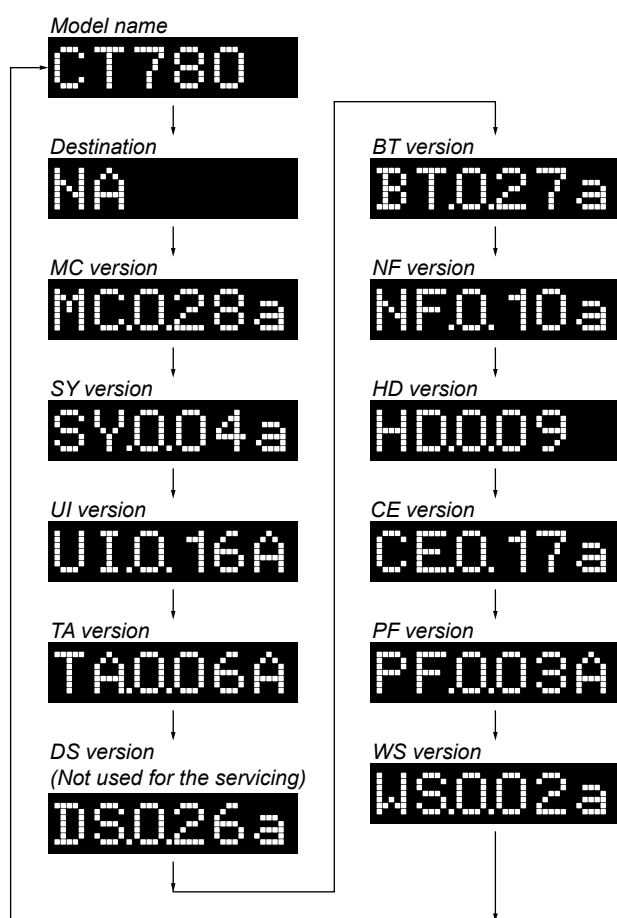 Model name
CT780
Destination
NA
MC version
MC.0.28a
SY version
SY.0.04a
UI version
UI.0.16A
TA version
TA.0.06A
DS version
(Not used for the servicing)
DS.026a
BT version
BT.0.27a
NF version
NF.0.10a
HD version
HD.0.09
CE version
CE.0.17a
PF version
PF.0.03A
WS version
WS.0.02a